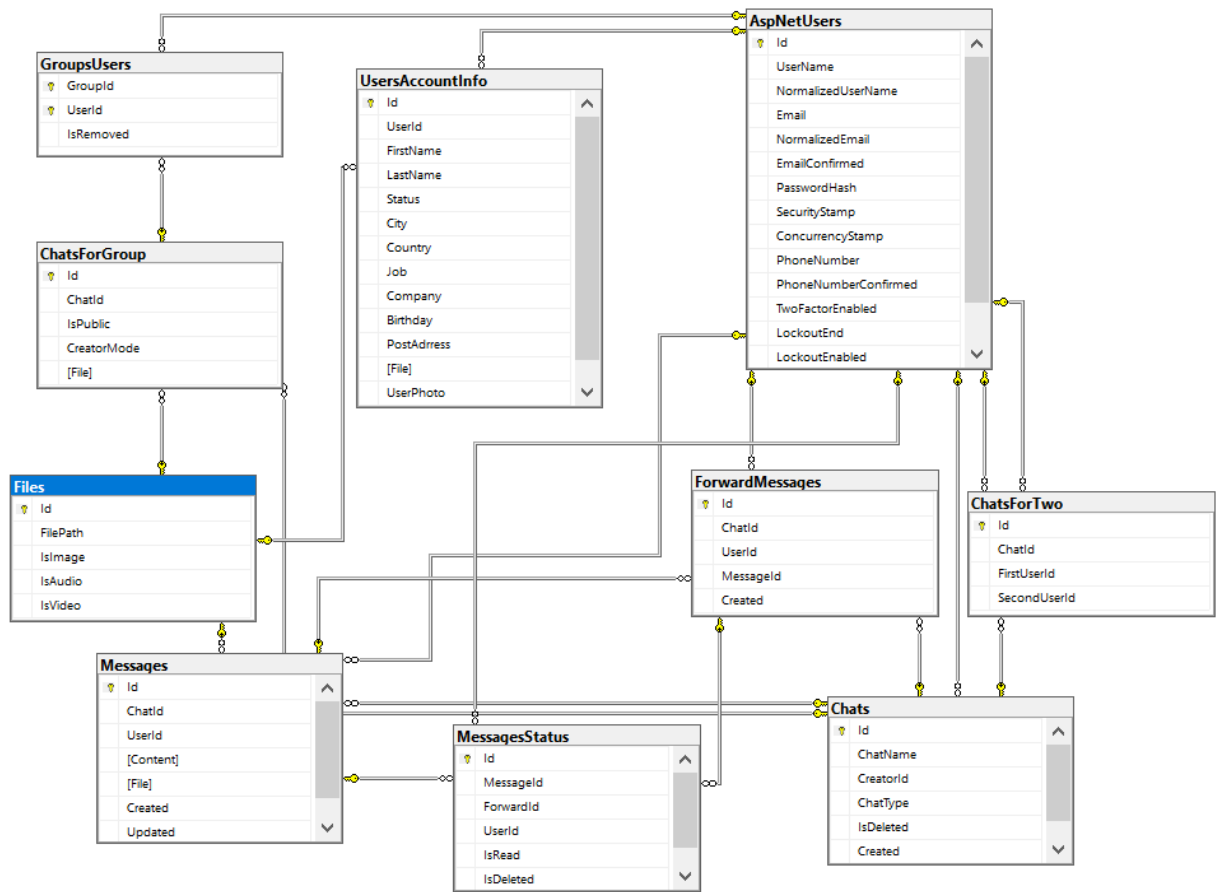 AspNetUsers
Id
UserName
NormalizedUserName
Email
NormalizedEmail
EmailConfirmed
PasswordHash
SecurityStamp
ConcurrencyStamp
PhoneNumber
PhoneNumberConfirmed
TwoFactorEnabled
LockoutEnd
LockoutEnabled
GroupsUsers
GroupId
UserId
IsRemoved
UsersAccountInfo
Id
UserId
FirstName
LastName
Status
City
Country
Job
Company
Birthday
PostAdrress
[File]
UserPhoto
ChatsForGroup
Id
ChatId
IsPublic
CreatorMode
[File]
Files
Id
FilePath
IsImage
IsAudio
IsVideo
ForwardMessages
Id
ChatId
UserId
MessageId
Created
ChatsForTwo
Id
ChatId
FirstUserId
SecondUserId
Messages
Id
ChatId
UserId
[Content]
[File]
Created
Updated
MessagesStatus
Id
MessageId
ForwardId
UserId
IsRead
IsDeleted
Chats
Id
ChatName
CreatorId
ChatType
IsDeleted
Created